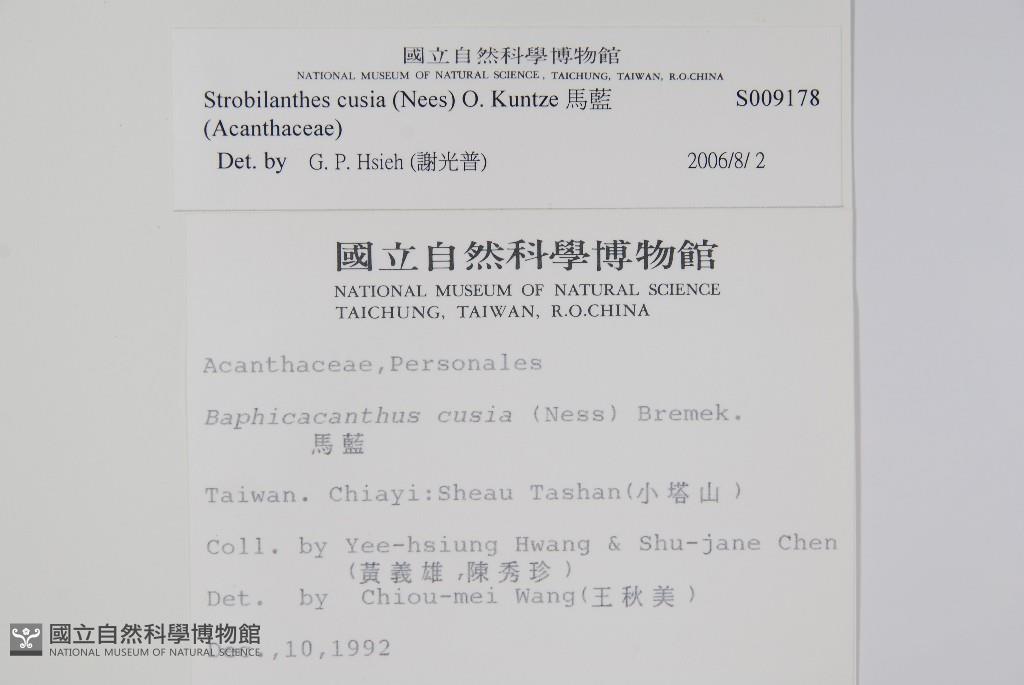 國立自然科學博物館
NATIONAL MUSEUM OF NATURAL SCIENCE, TAICHUNG, TAIWAN, R.O.CHINA
Strobilanthes cusia (Nees) O. Kuntze 馬藍 S009178
(Acanthaceae)
Det. by G. P. Hsieh (謝光普) 2006/8/ 2
國立自然科學博物館
NATIONAL MUSEUM OF NATURAL SCIENCE
TAICHUNG, TAIWAN, R.O.CHINA
Acanthaceae,Personales
Baphicacanthus cusia (Ness) Bremek.
馬藍
Taiwan. Chiayi:Sheau Tashan(小塔山)
Coll. by Yee-hsiung Hwang & Shu-jane Chen
(黃義雄,陳秀珍)
Det. by Chiou-mei Wang(王秋美)
,10,1992
國立自然科學博物館
NATIONAL MUSEUM OF NATURAL SCIENCE